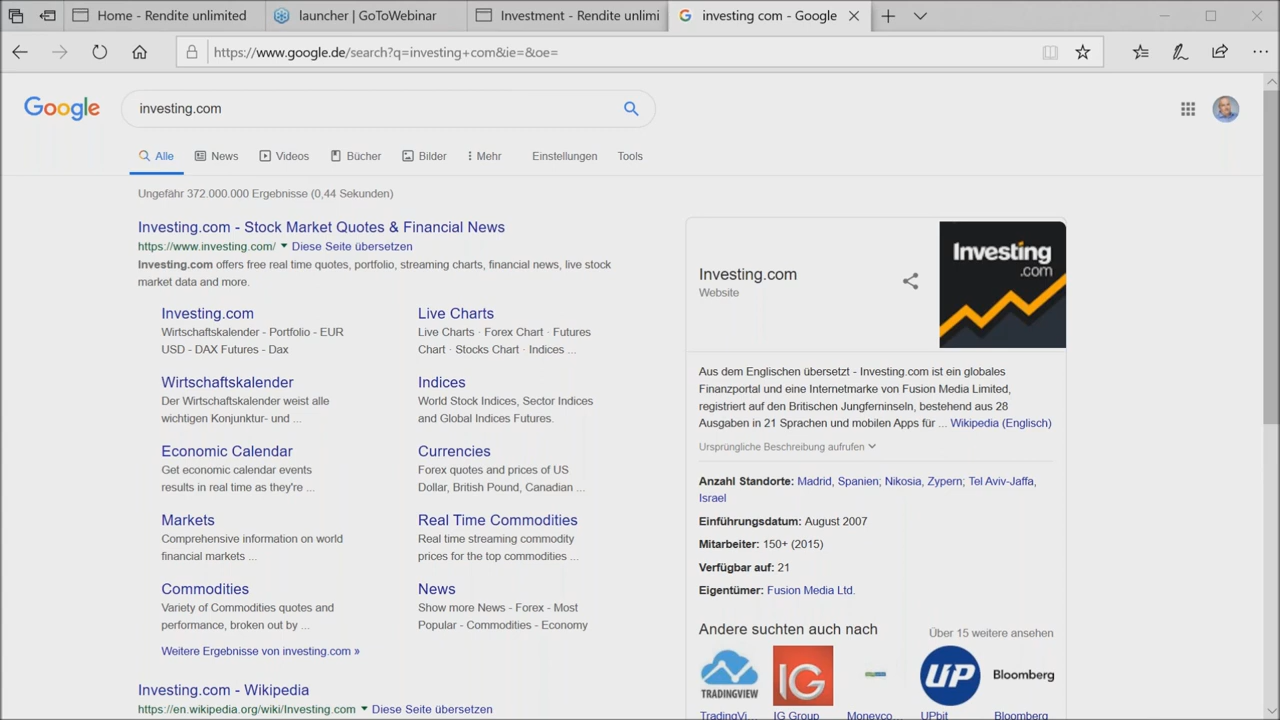 Home - Rendite unlimited
launcher | GoToWebinar
Investment - Rendite unlimi
investing com - Google
https://www.google.de/search?q=investing+com&ie=&oe=
Google
investing.com
Alle
News
Videos
Bücher
Bilder
Mehr
Einstellungen
Tools
Ungefähr 372.000.000 Ergebnisse (0,44 Sekunden)
Investing.com - Stock Market Quotes & Financial News
https://www.investing.com/ Diese Seite übersetzen
Investing.com offers free real time quotes, portfolio, streaming charts, financial news, live stock
market data and more.
Investing.com
Wirtschaftskalender - Portfolio - EUR
USD - DAX Futures - Dax
Live Charts
Live Charts · Forex Chart · Futures
Chart · Stocks Chart · Indices ...
Wirtschaftskalender
Der Wirtschaftskalender weist alle
wichtigen Konjunktur- und ...
Indices
World Stock Indices, Sector Indices
and Global Indices Futures.
Economic Calendar
Get economic calendar events
results in real time as they're ...
Currencies
Forex quotes and prices of US
Dollar, British Pound, Canadian ...
Markets
Comprehensive information on world
financial markets ...
Real Time Commodities
Real time streaming commodity
prices for the top commodities ...
Commodities
Variety of Commodities quotes and
performance, broken out by ...
News
Show more News - Forex - Most
Popular - Commodities - Economy
Weitere Ergebnisse von investing.com »
Investing.com - Wikipedia
https://en.wikipedia.org/wiki/Investing.com Diese Seite übersetzen
Investing.com
Website
Investing
.com
Aus dem Englischen übersetzt - Investing.com ist ein globales
Finanzportal und eine Internetmarke von Fusion Media Limited,
registriert auf den Britischen Jungferninseln, bestehend aus 28
Ausgaben in 21 Sprachen und mobilen Apps für ... Wikipedia (Englisch)
Ursprüngliche Beschreibung aufrufen
Anzahl Standorte: Madrid, Spanien; Nikosia, Zypern; Tel Aviv-Jaffa,
Israel
Einführungsdatum: August 2007
Mitarbeiter: 150+ (2015)
Verfügbar auf: 21
Eigentümer: Fusion Media Ltd.
Andere suchten auch nach
Über 15 weitere ansehen
TRADINGVIEW
IG
UP
Bloomberg
TradingVi...
IG Group
Moneyco...
UPbit
Bloomberg